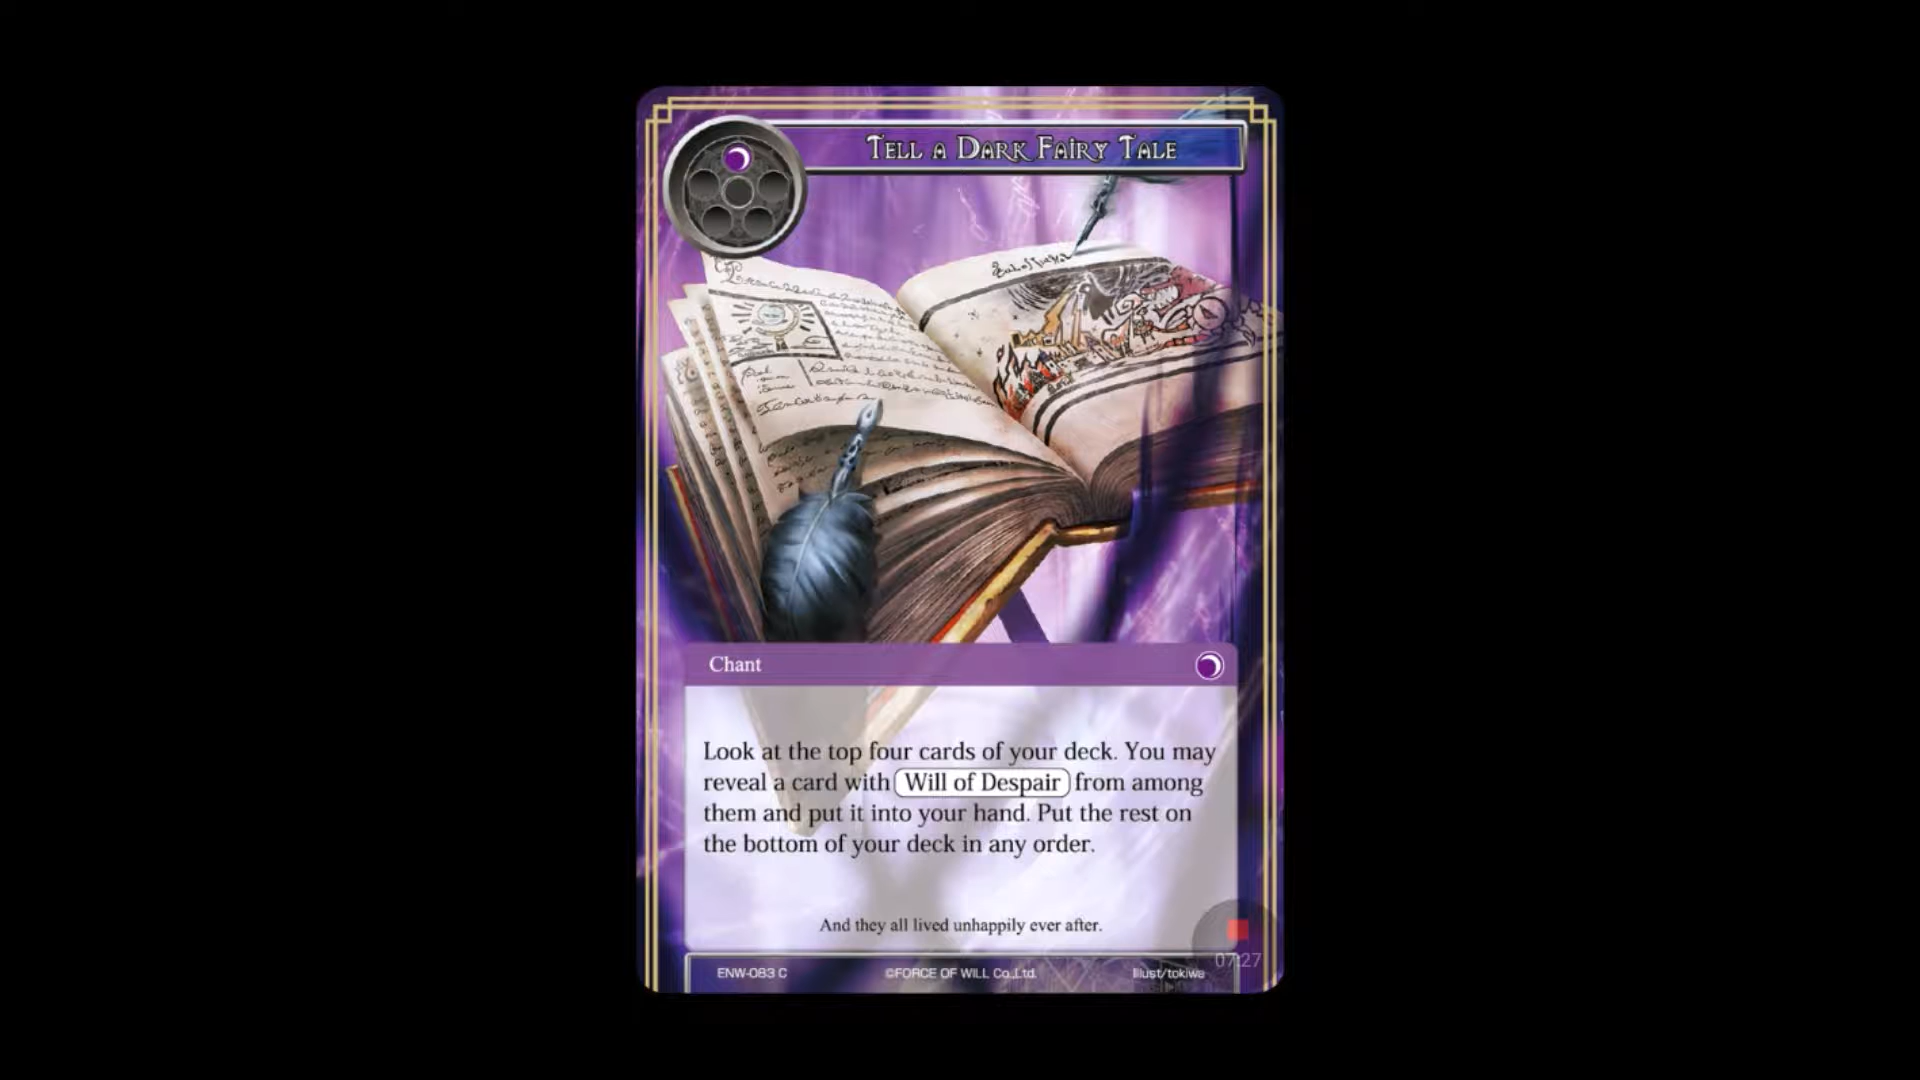 Tell a Dark Fairy Tale
Chant
Look at the top four cards of your deck. You may
reveal a card with Will of Despair from among
them and put it into your hand. Put the rest on
the bottom of your deck in any order.
And they all lived unhappily ever after.
ENW-083 C ©FORCE OF WILL Co.,Ltd. Illust/tokiwa
07:27